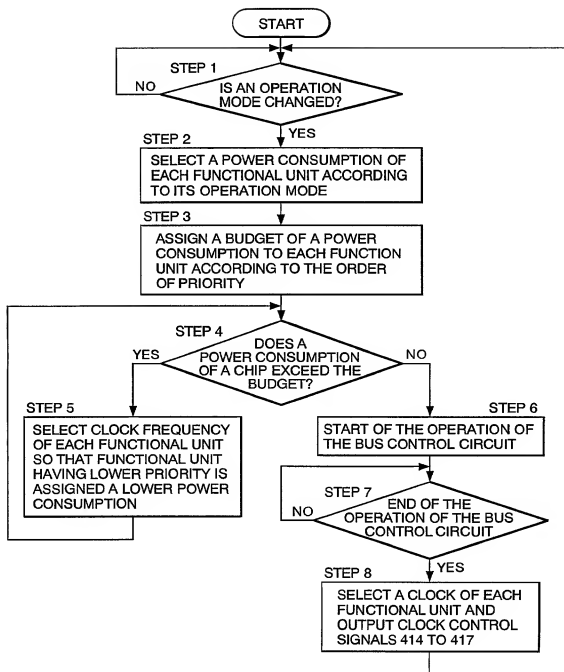 START
STEP 1
IS AN OPERATION
MODE CHANGED?
NO
YES
STEP 2
SELECT A POWER CONSUMPTION OF
EACH FUNCTIONAL UNIT ACCORDING
TO ITS OPERATION MODE
STEP 3
ASSIGN A BUDGET OF A POWER
CONSUMPTION TO EACH FUNCTION
UNIT ACCORDING TO THE ORDER
OF PRIORITY
STEP 4
DOES A
POWER CONSUMPTION
OF A CHIP EXCEED THE
BUDGET?
YES
NO
STEP 5
SELECT CLOCK FREQUENCY
OF EACH FUNCTIONAL UNIT
SO THAT FUNCTIONAL UNIT
HAVING LOWER PRIORITY IS
ASSIGNED A LOWER POWER
CONSUMPTION
STEP 6
START OF THE OPERATION OF
THE BUS CONTROL CIRCUIT
STEP 7
END OF THE
OPERATION OF THE BUS
CONTROL CIRCUIT
NO
YES
STEP 8
SELECT A CLOCK OF EACH
FUNCTIONAL UNIT AND
OUTPUT CLOCK CONTROL
SIGNALS 414 TO 417